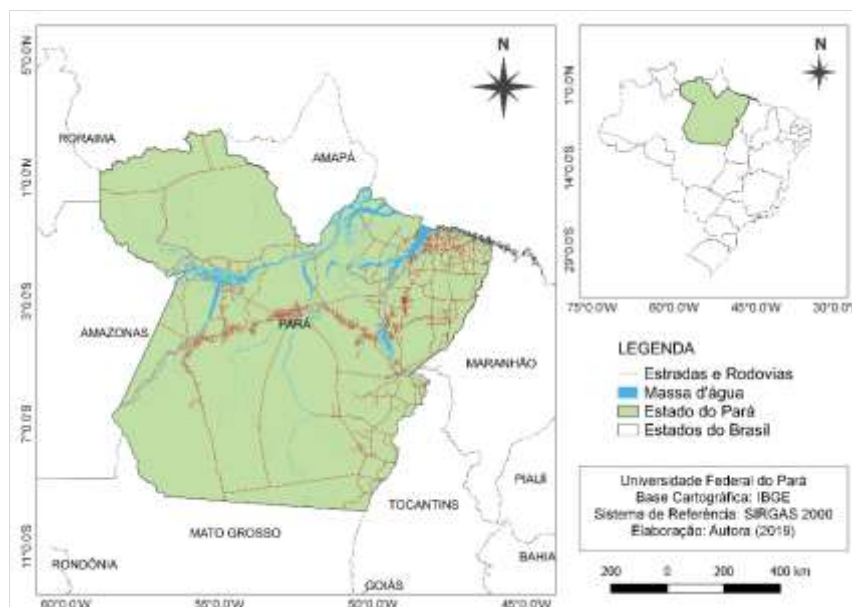 N
RORAIMA
AMAPÁ
AMAZONAS
PARÁ
MARANHÃO
PIAUÍ
TOCANTINS
MATO GROSSO
RONDÔNIA
BAHIA
GOIÁS
5°0.0'N
1°0.0'N
3°0.0'S
7°0.0'S
11°0.0'S
60°0.0'W
55°0.0'W
50°0.0'W
45°0.0'W
N
1°0.0'N
14°0.0'S
29°0.0'S
75°0.0'W
60°0.0'W
45°0.0'W
30°0.0'W
LEGENDA
Estradas e Rodovias
Massa d'água
Estado do Pará
Estados do Brasil
Universidade Federal do Pará
Base Cartográfica: IBGE
Sistema de Referência: SIRGAS 2000
Elaboração: Autora (2019)
200 0 200 400 km